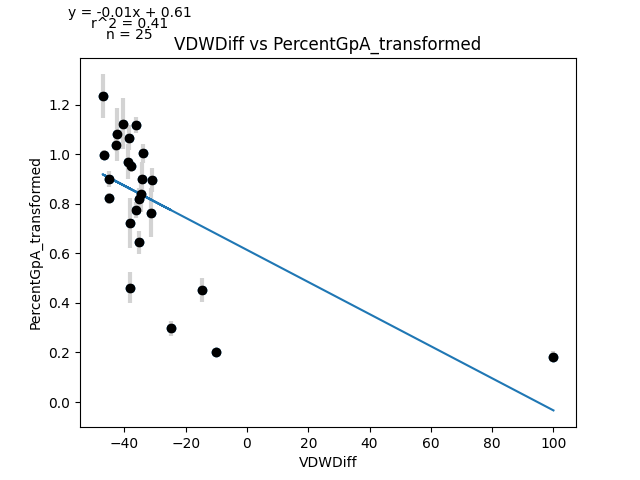 y = -0.01x + 0.61
r^2 = 0.41
n = 25
VDWDiff vs PercentGpA_transformed
PercentGpA_transformed
1.2
1.0
0.8
0.6
0.4
0.2
0.0
−40
−20
0
20
40
60
80
100
VDWDiff